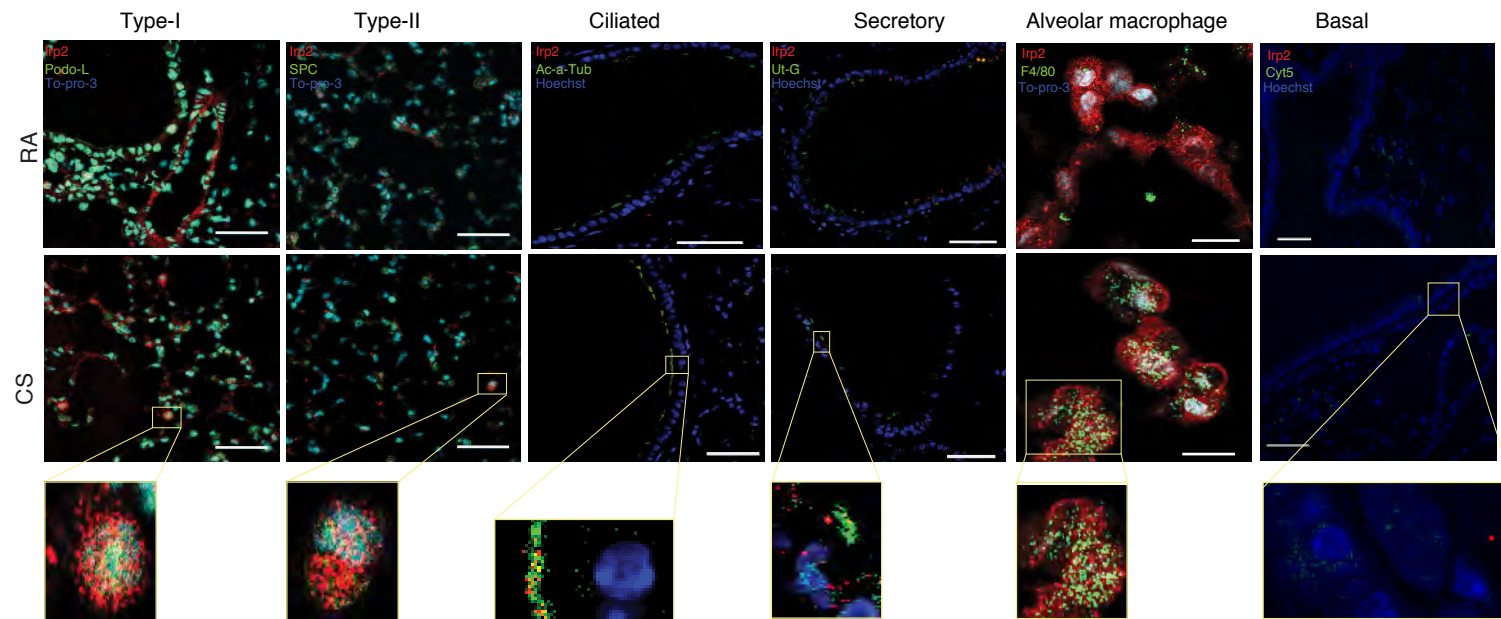 Type-I
Type-II
Ciliated
Secretory
Alveolar macrophage
Basal
RA
Irp2
Podo-L
To-pro-3
Irp2
SPC
To-pro-3
Irp2
Ac-a-Tub
Hoechst
Irp2
Ut-G
Hoechst
Irp2
F4/80
To-pro-3
Irp2
Cyt5
Hoechst
CS